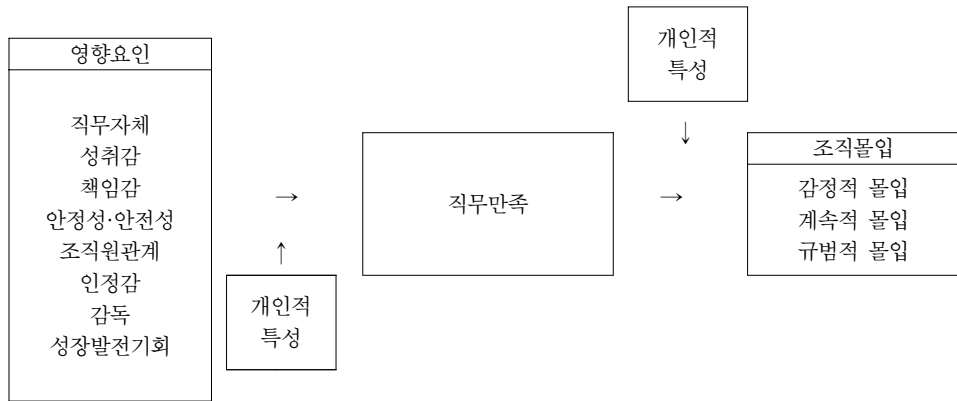 영향요인
직무자체
성취감
책임감
안정성·안전성
조직원관계
인정감
감독
성장발전기회
→
↑
개인적
특성
직무만족
개인적
특성
↓
→
조직몰입
감정적 몰입
계속적 몰입
규범적 몰입